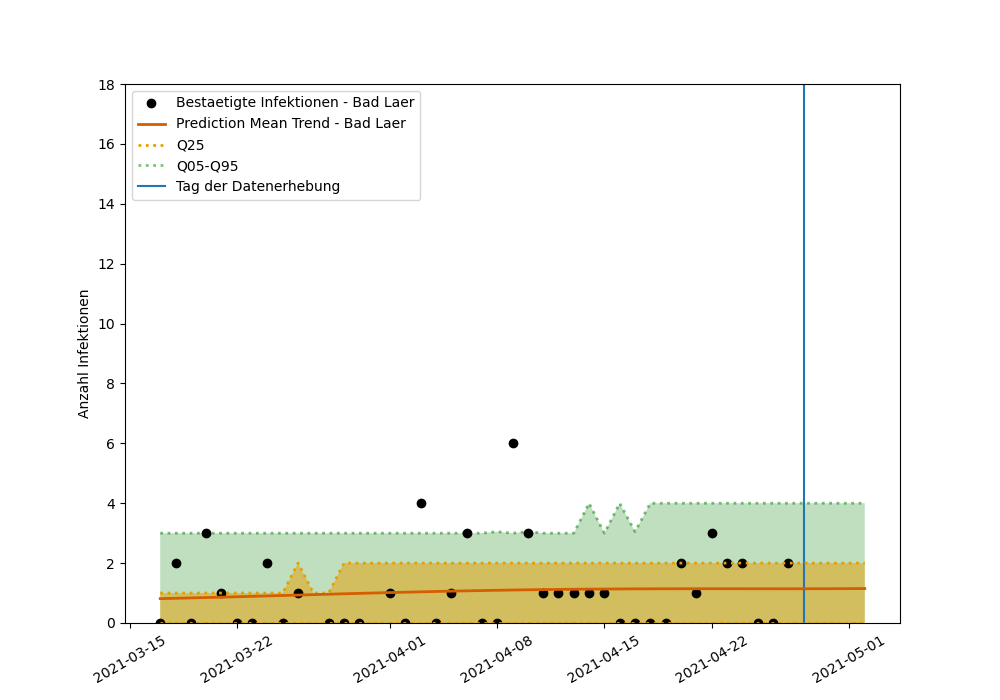 18
16
14
12
10
8
6
4
2
0
Anzahl Infektionen
Bestaetigte Infektionen - Bad Laer
Prediction Mean Trend - Bad Laer
Q25
Q05-Q95
Tag der Datenerhebung
2021-03-15
2021-03-22
2021-04-01
2021-04-08
2021-04-15
2021-04-22
2021-05-01